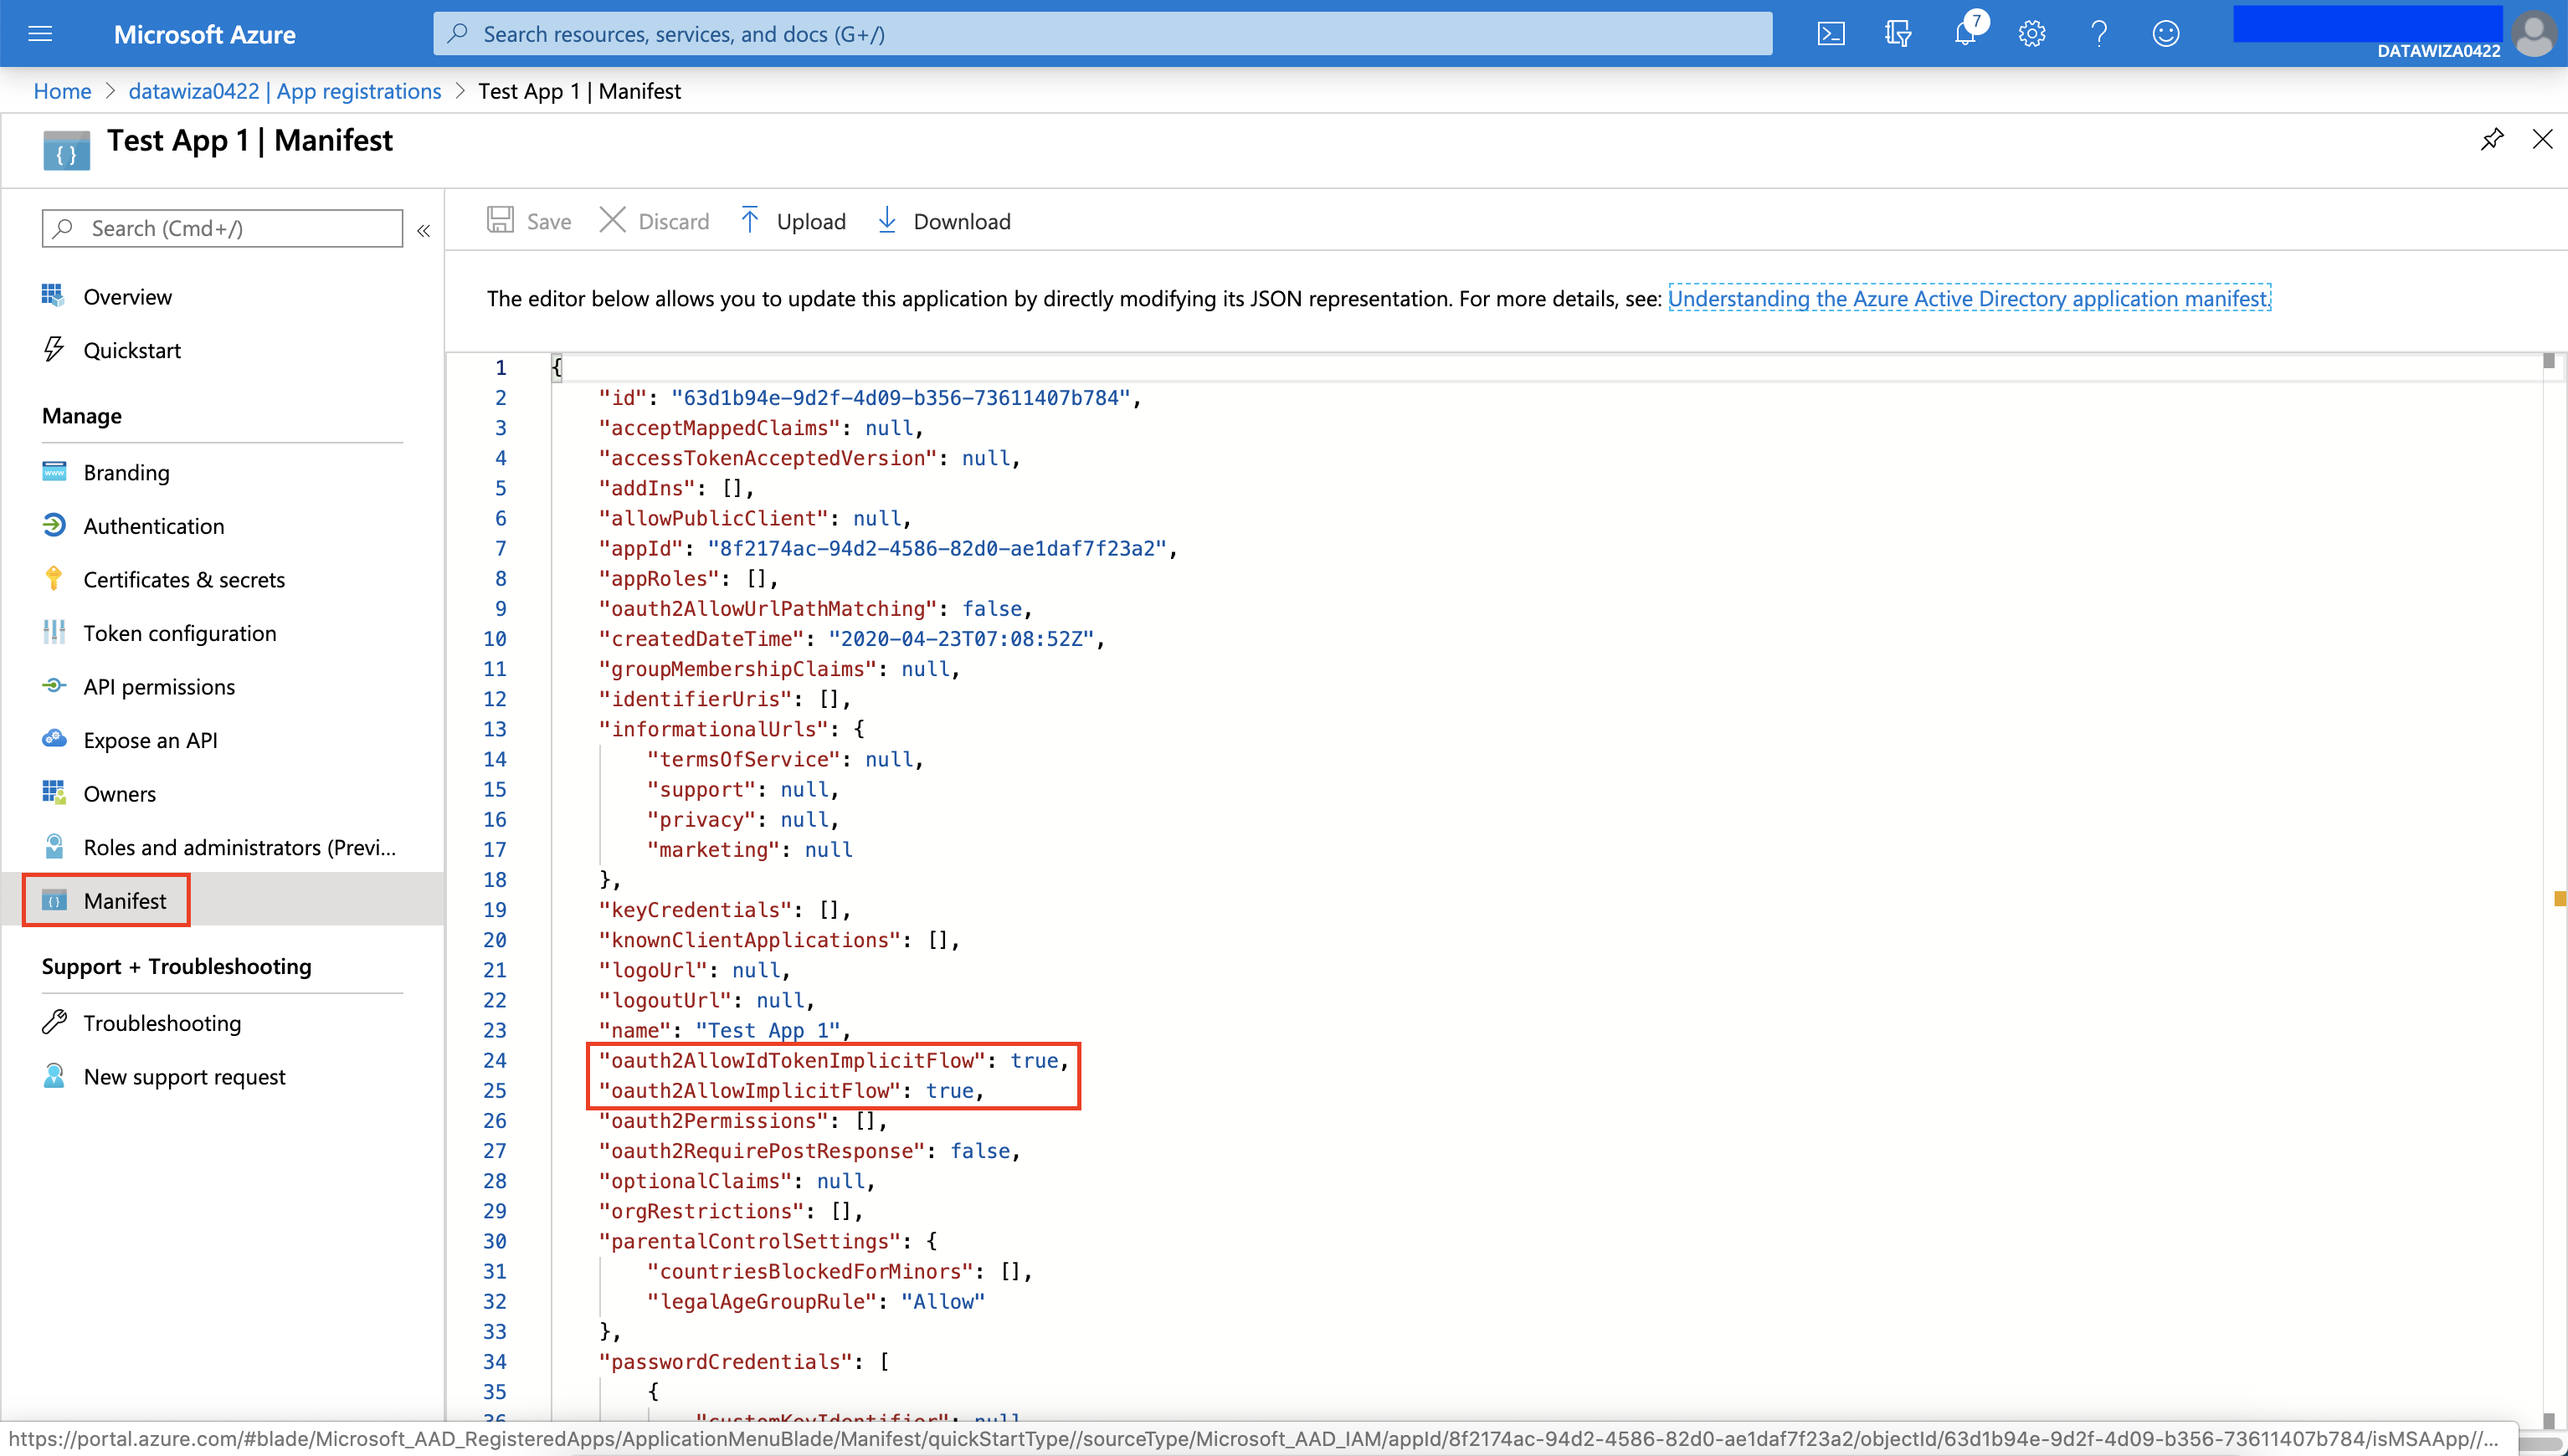 Microsoft Azure
Search resources, services, and docs (G+/)
7
DATAWIZA0422
Home > datawiza0422 | App registrations > Test App 1 | Manifest
Test App 1 | Manifest
Search (Cmd+/)
«
Overview
Quickstart
Manage
Branding
Authentication
Certificates & secrets
Token configuration
API permissions
Expose an API
Owners
Roles and administrators (Previ...
Manifest
Support + Troubleshooting
Troubleshooting
New support request
Save Discard Upload Download
The editor below allows you to update this application by directly modifying its JSON representation. For more details, see: Understanding the Azure Active Directory application manifest.
1 {
2 "id": "63d1b94e-9d2f-4d09-b356-73611407b784",
3 "acceptMappedClaims": null,
4 "accessTokenAcceptedVersion": null,
5 "addIns": [],
6 "allowPublicClient": null,
7 "appId": "8f2174ac-94d2-4586-82d0-ae1daf7f23a2",
8 "appRoles": [],
9 "oauth2AllowUrlPathMatching": false,
10 "createdDateTime": "2020-04-23T07:08:52Z",
11 "groupMembershipClaims": null,
12 "identifierUris": [],
13 "informationalUrls": {
14 "termsOfService": null,
15 "support": null,
16 "privacy": null,
17 "marketing": null
18 },
19 "keyCredentials": [],
20 "knownClientApplications": [],
21 "logoUrl": null,
22 "logoutUrl": null,
23 "name": "Test App 1",
24 "oauth2AllowIdTokenImplicitFlow": true,
25 "oauth2AllowImplicitFlow": true,
26 "oauth2Permissions": [],
27 "oauth2RequirePostResponse": false,
28 "optionalClaims": null,
29 "orgRestrictions": [],
30 "parentalControlSettings": {
31 "countriesBlockedForMinors": [],
32 "legalAgeGroupRule": "Allow"
33 },
34 "passwordCredentials": [
35 {
36 "customKeyIdentifier": null
https://portal.azure.com/#blade/Microsoft_AAD_RegisteredApps/ApplicationMenuBlade/Manifest/quickStartType//sourceType/Microsoft_AAD_IAM/appId/8f2174ac-94d2-4586-82d0-ae1daf7f23a2/objectId/63d1b94e-9d2f-4d09-b356-73611407b784/isMSAApp//...